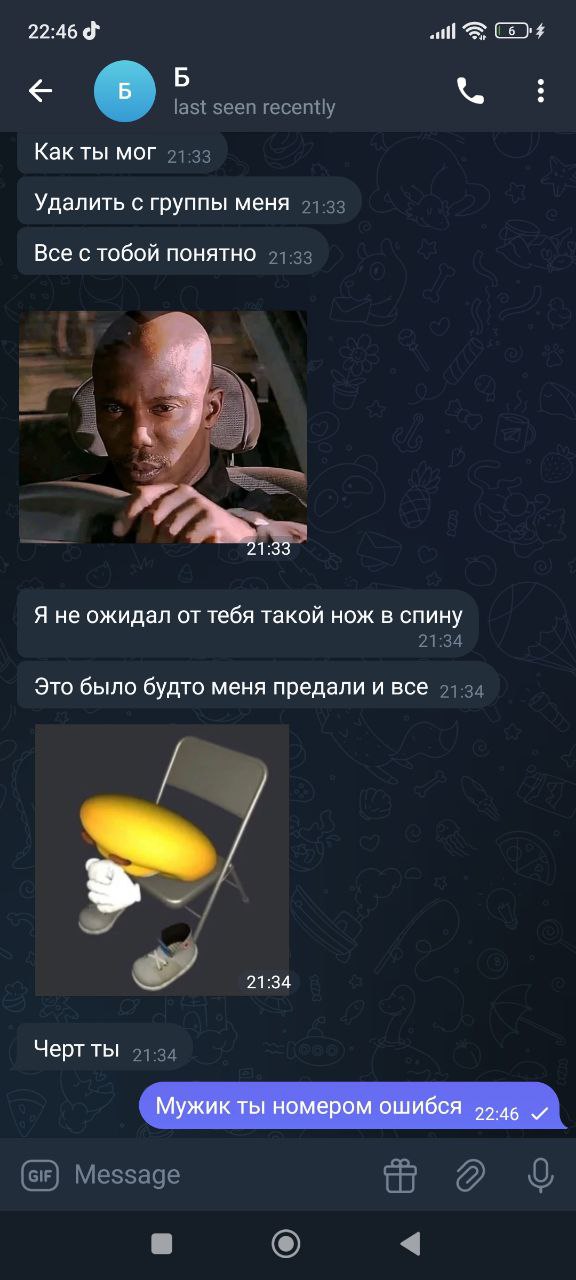 22:46
6
Б
Б
last seen recently
Как ты мог 21:33
Удалить с группы меня 21:33
Все с тобой понятно 21:33
21:33
Я не ожидал от тебя такой нож в спину
21:34
Это было будто меня предали и все 21:34
21:34
Черт ты 21:34
Мужик ты номером ошибся 22:46
GIF Message